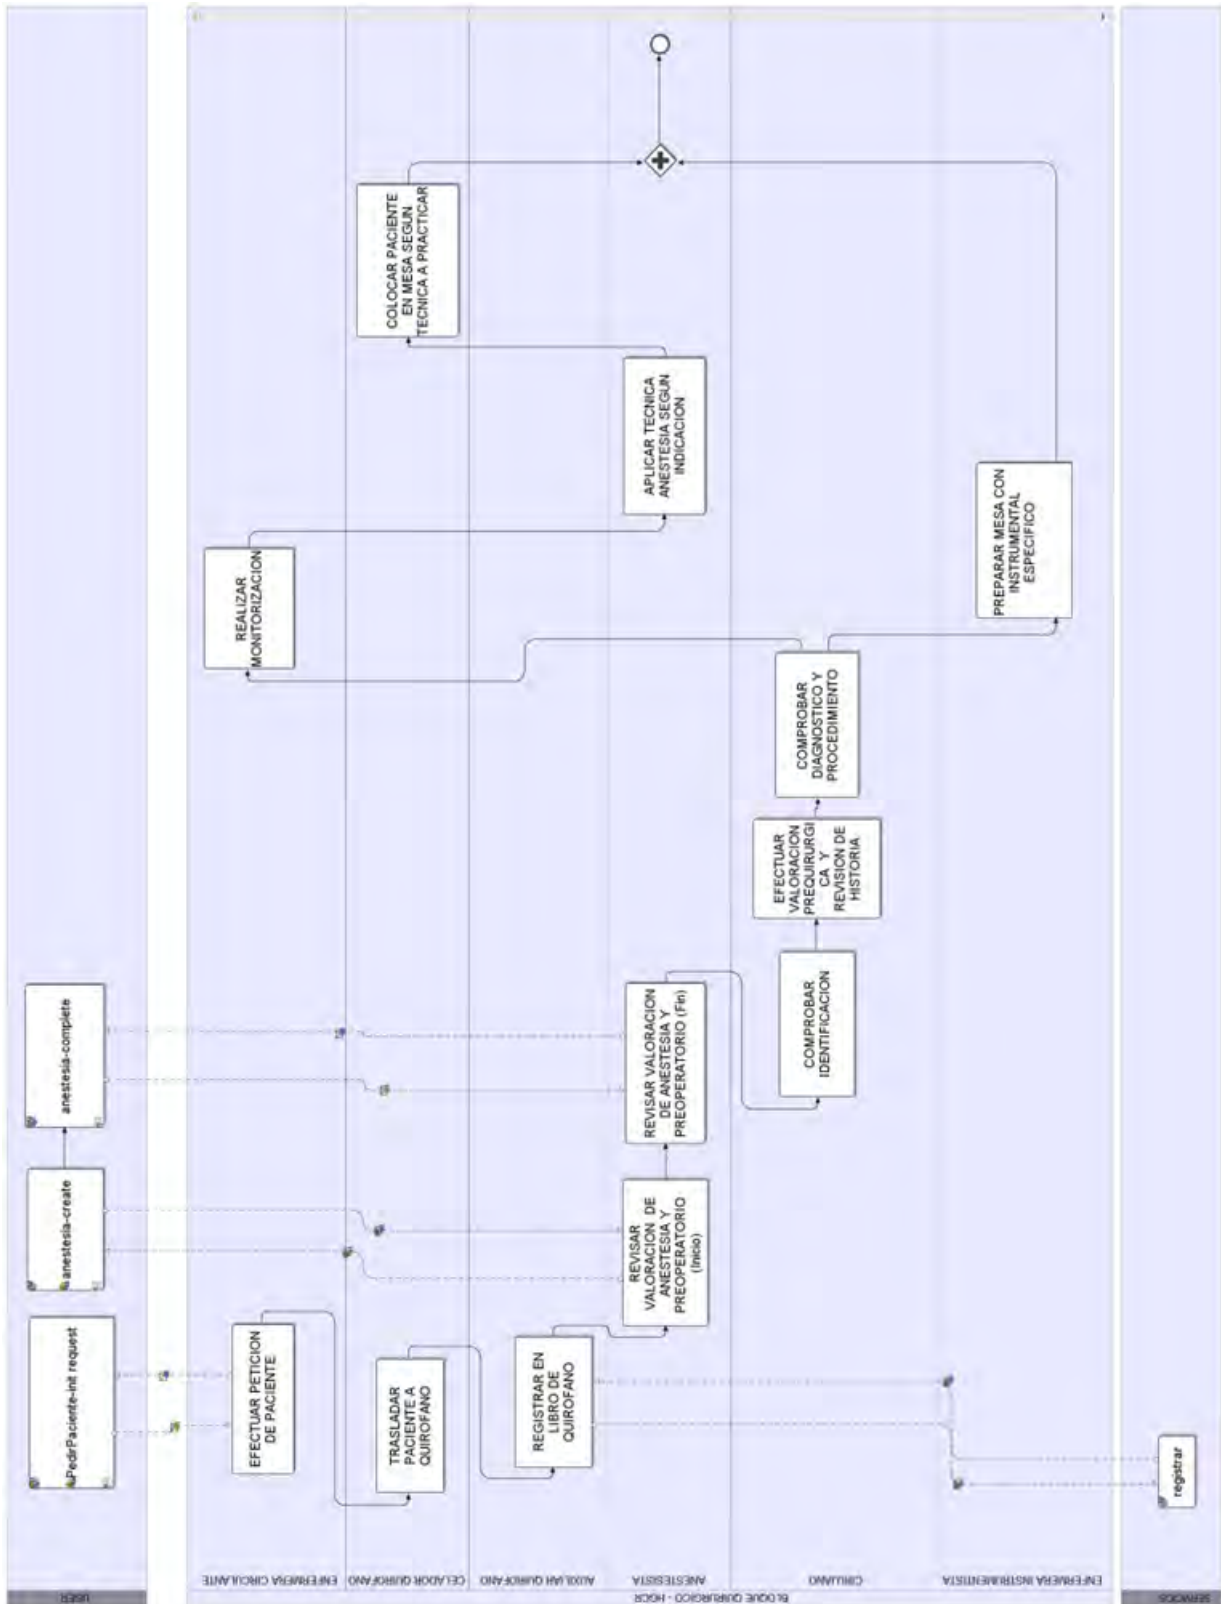 USER
PedirPaciente-init request
anestesia-create
anestesia-complete
BLOQUE QUIRURGICO - HGCR
ENFERMERA CIRCULANTE
EFECTUAR PETICION
DE PACIENTE
REALIZAR
MONITORIZACION
CELADOR QUIROFANO
TRASLADAR
PACIENTE A
QUIROFANO
COLOCAR PACIENTE
EN MESA SEGUN
TECNICA A PRACTICAR
AUXILIAR QUIROFANO
REGISTRAR EN
LIBRO DE
QUIROFANO
ANESTESISTA
REVISAR
VALORACION DE
ANESTESIA Y
PREOPERATORIO
(Inicio)
REVISAR VALORACION
DE ANESTESIA Y
PREOPERATORIO (Fin)
APLICAR TECNICA
ANESTESIA SEGUN
INDICACION
CIRUJANO
COMPROBAR
IDENTIFICACION
EFECTUAR
VALORACION
PREQUIRURGI
CA Y
REVISION DE
HISTORIA
COMPROBAR
DIAGNOSTICO Y
PROCEDIMIENTO
ENFERMERA INSTRUMENTISTA
PREPARAR MESA CON
INSTRUMENTAL
ESPECIFICO
SERVICIOS
registrar